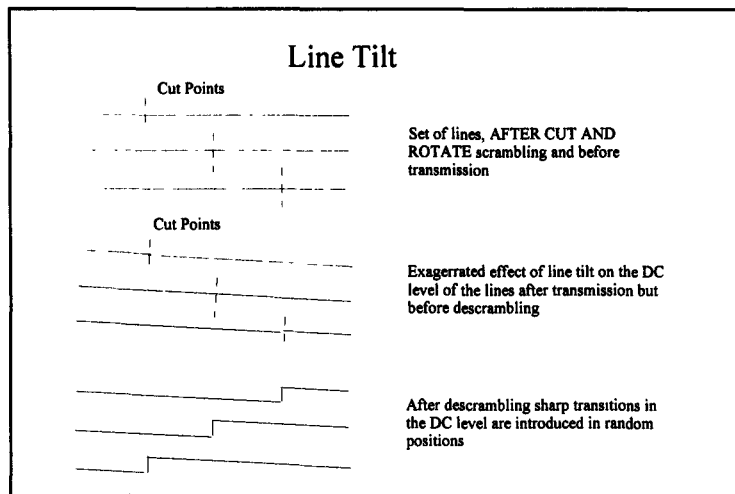 Line Tilt
Cut Points
Set of lines, AFTER CUT AND
ROTATE scrambling and before
transmission
Cut Points
Exagerrated effect of line tilt on the DC
level of the lines after transmission but
before descrambling
After descrambling sharp transitions in
the DC level are introduced in random
positions